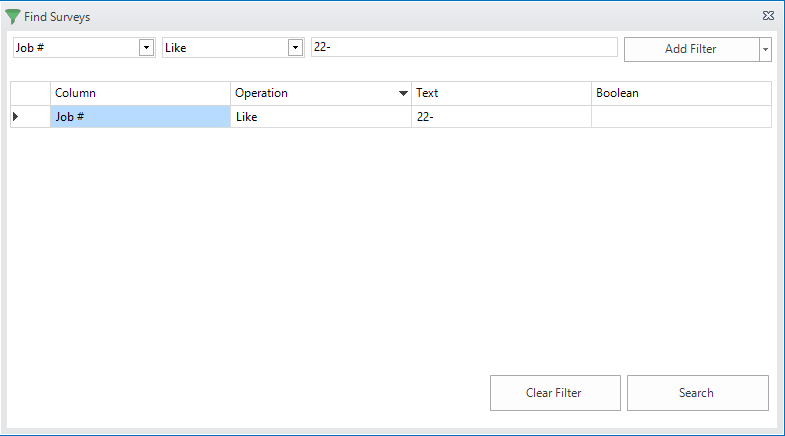 Find Surveys
Job # Like 22- Add Filter
Column Operation Text Boolean
Job # Like 22-
Clear Filter Search